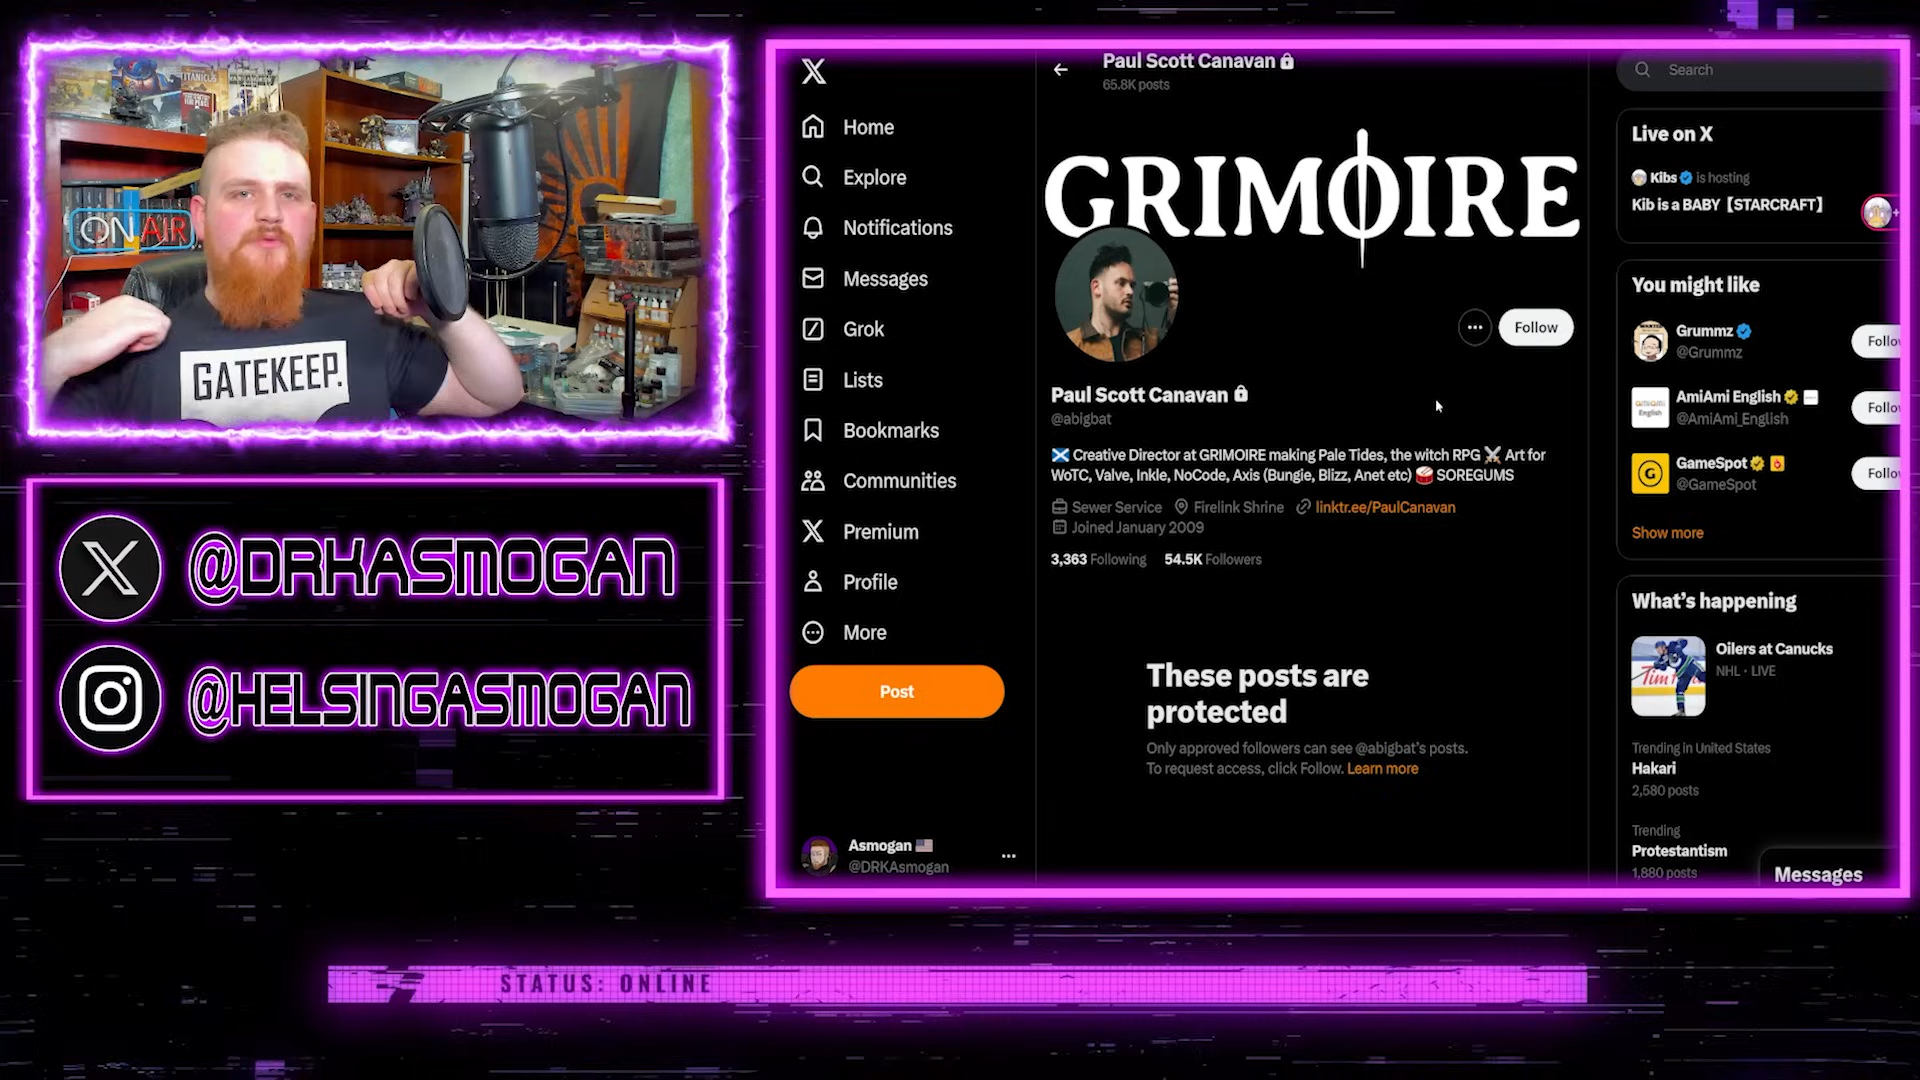 TITANICUS
ON AIR
GATEKEEP.
@DRKASMOGAN
@HELSINGASMOGAN
Paul Scott Canavan
65.8K posts
Home
Explore
Notifications
Messages
Grok
Lists
Bookmarks
Communities
Premium
Profile
More
Post
Asmogan
@DRKAsmogan
GRIMOIRE
Follow
Paul Scott Canavan
@abigbat
🏴󠁧󠁢󠁳󠁣󠁴󠁿 Creative Director at GRIMOIRE making Pale Tides, the witch RPG ⚔️ Art for
WoTC, Valve, Inkle, NoCode, Axis (Bungie, Blizz, Anet etc) 🥁 SOREGUMS
Sewer Service Firelink Shrine linktr.ee/PaulCanavan
Joined January 2009
3,363 Following 54.5K Followers
These posts are
protected
Only approved followers can see @abigbat's posts.
To request access, click Follow. Learn more
Search
Live on X
Kibs is hosting
Kib is a BABY【STARCRAFT】
You might like
Grummz
@Grummz
Follo
AmiAmi English
@AmiAmi_English
Follo
GameSpot
@GameSpot
Follo
Show more
What's happening
Oilers at Canucks
NHL · LIVE
Trending in United States
Hakari
2,580 posts
Trending
Protestantism
1,880 posts
Messages
STATUS: ONLINE